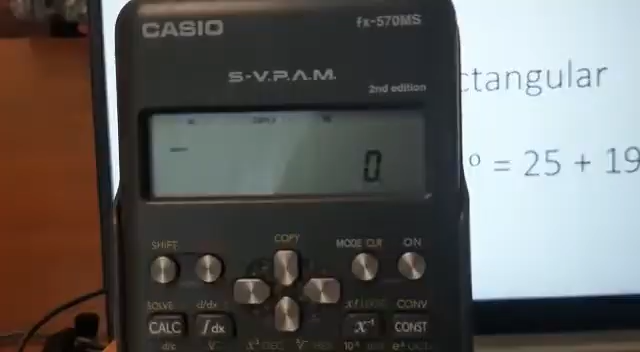 CASIO
fx-570MS
S-V.P.A.M.
2nd edition
ctangular
º = 25 + 19
0
COPY
SHIFT
MODE CLR
ON
SOLVE
d/dx
CONV
CALC
∫dx
x⁻¹
CONST
d/c